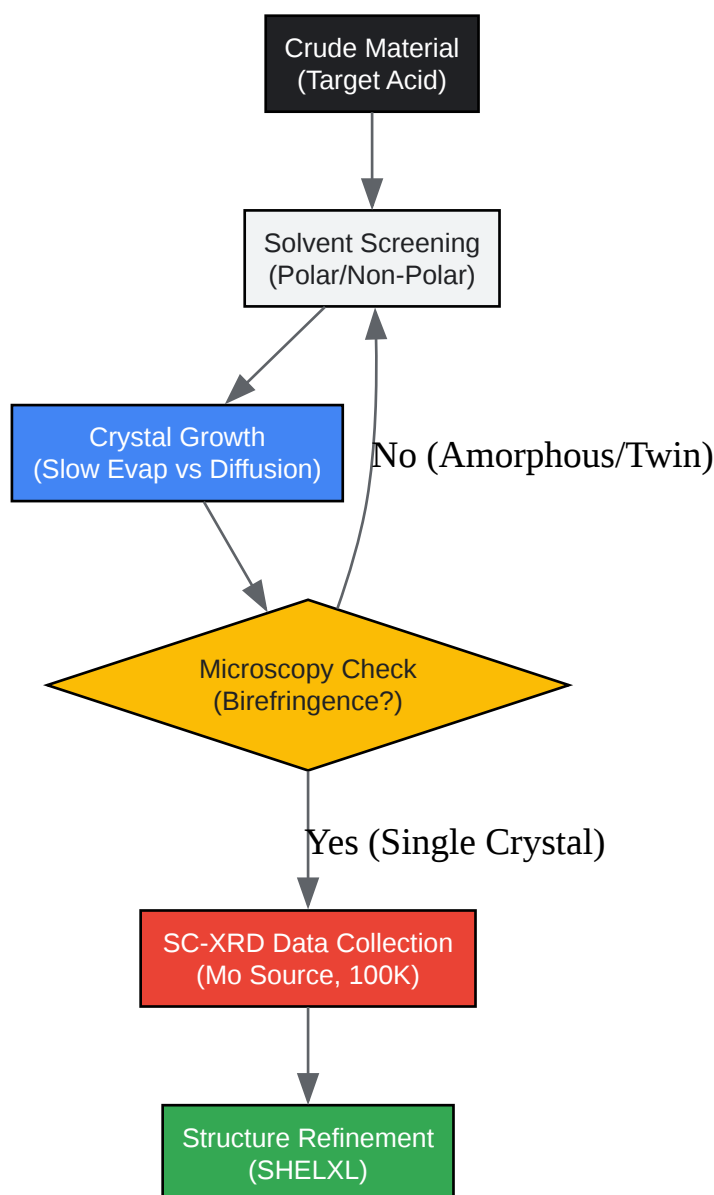 Crude Material
(Target Acid)
Solvent Screening
(Polar/Non-Polar)
Crystal Growth
(Slow Evap vs Diffusion)
No (Amorphous/Twin)
Microscopy Check
(Birefringence?)
Yes (Single Crystal)
SC-XRD Data Collection
(Mo Source, 100K)
Structure Refinement
(SHELXL)